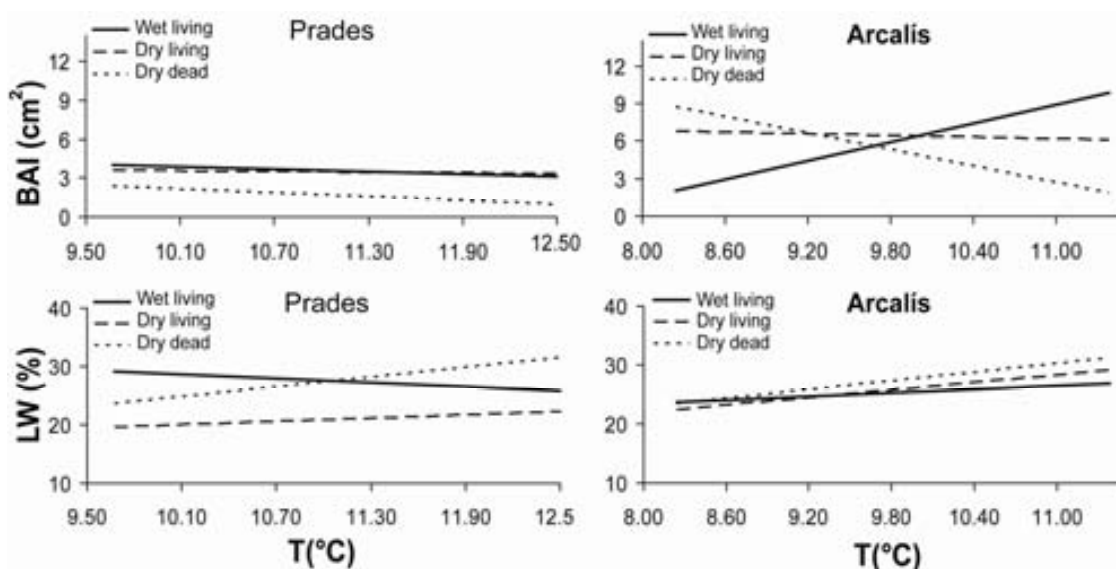 Prades
Wet living
Dry living
Dry dead
BAI (cm²)
12
9
6
3
0
9.50 10.10 10.70 11.30 11.90 12.50
Arcalís
Wet living
Dry living
Dry dead
12
9
6
3
0
8.00 8.60 9.20 9.80 10.40 11.00
Prades
Wet living
Dry living
Dry dead
LW (%)
40
30
20
10
9.50 10.10 10.70 11.30 11.90 12.5
T(°C)
Arcalís
Wet living
Dry living
Dry dead
40
30
20
10
8.00 8.60 9.20 9.80 10.40 11.00
T(°C)